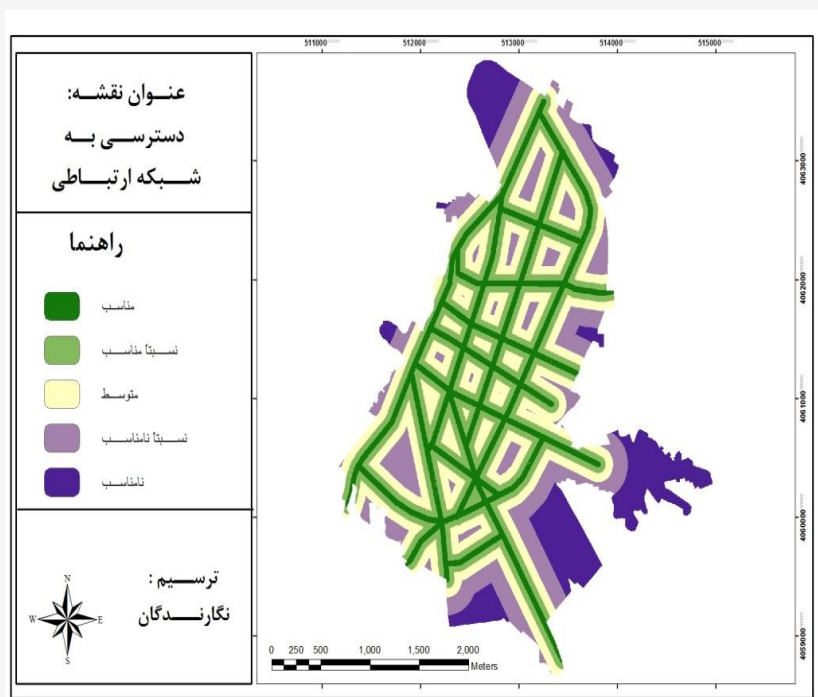 عنوان نقشه:
دسترسی به
شبکه ارتباطی
راهنما
مناسب
نسبتاً مناسب
متوسط
نسبتاً نامناسب
نامناسب
ترسیم :
نگارندگان
N
W E
S
511000 512000 513000 514000 515000
4063000
4062000
4061000
4060000
4059000
0 250 500 1,000 1,500 2,000
Meters